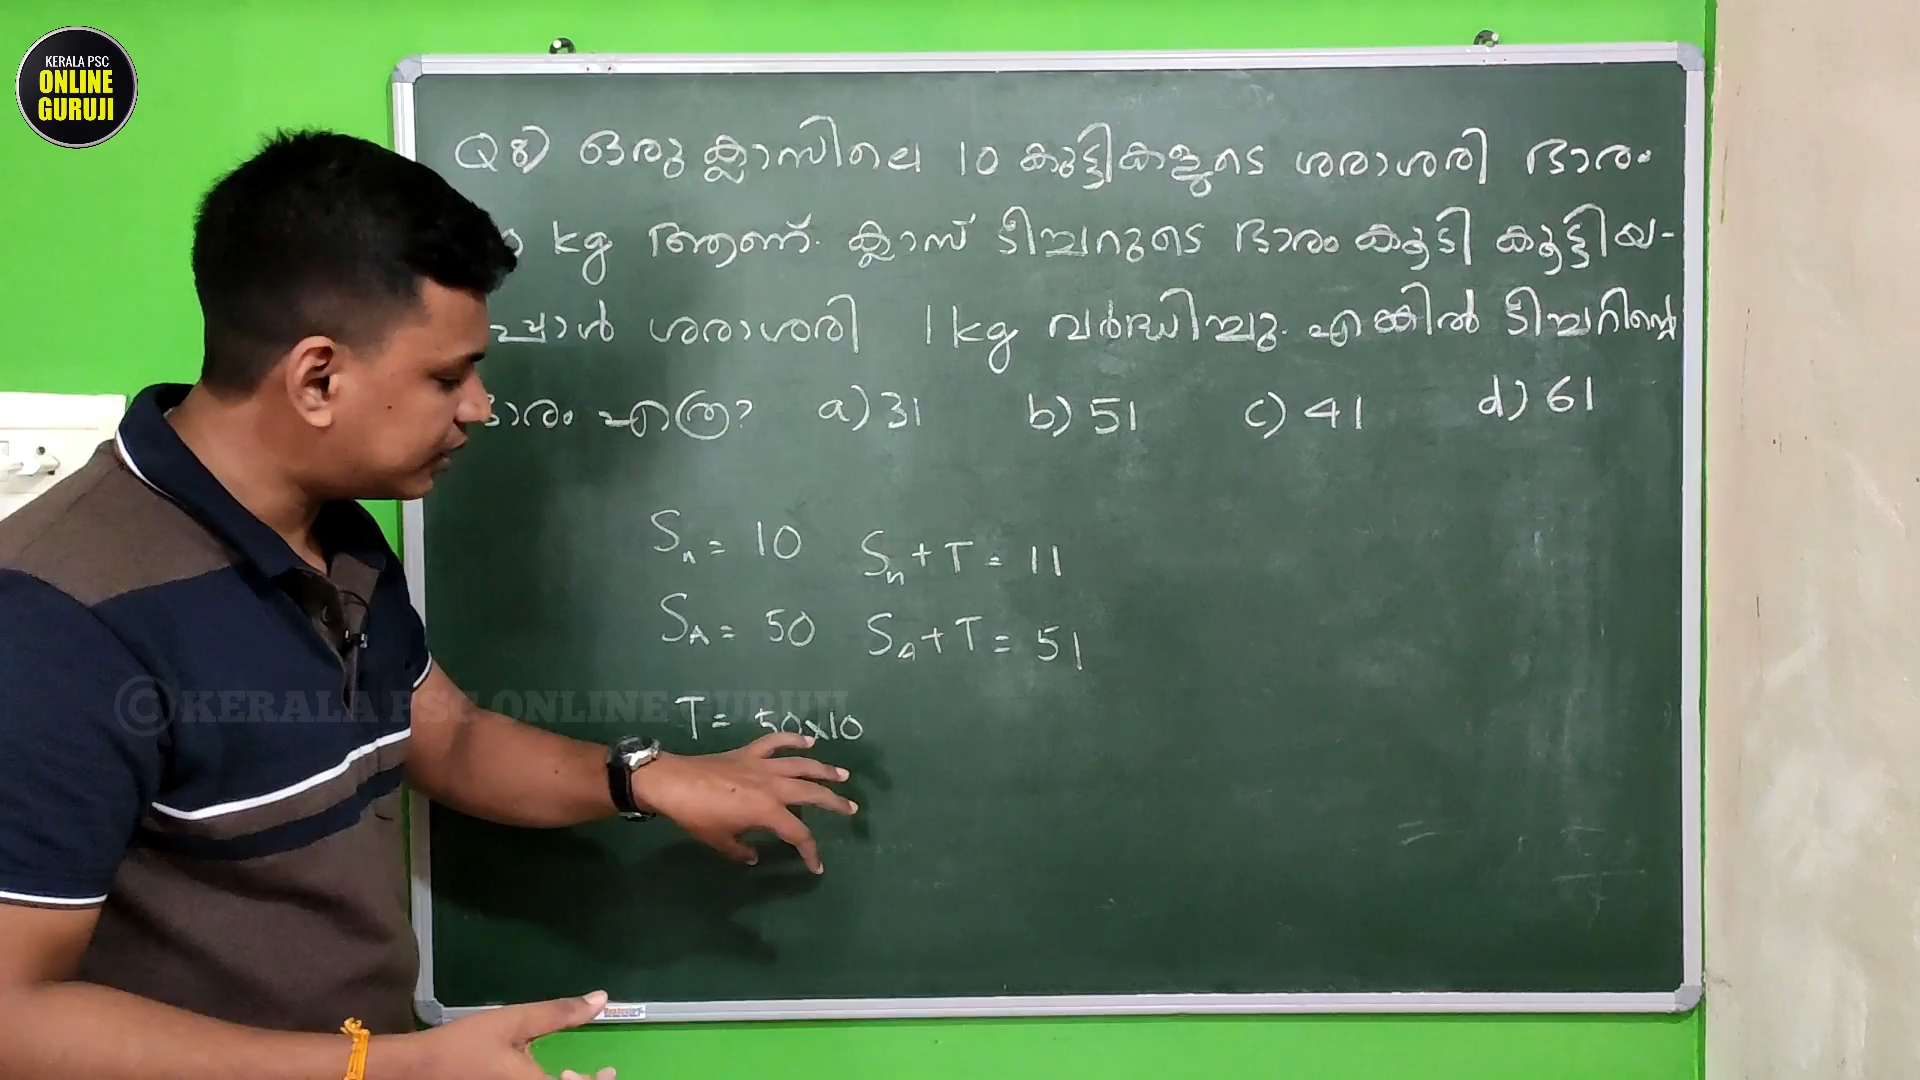 KERALA PSC
ONLINE
GURUJI
Q 8) ഒരു ക്ലാസിലെ 10 കുട്ടികളുടെ ശരാശരി ഭാരം
kg ആണ്. ക്ലാസ് ടീച്ചറുടെ ഭാരം കൂടി കൂട്ടിയ-
പ്പോൾ ശരാശരി 1 kg വർദ്ധിച്ചു. എങ്കിൽ ടീച്ചറിന്റെ
എത്ര? a) 31 b) 51 c) 41 d) 61
Sn = 10 Sn + T = 11
SA = 50 SA + T = 51
© KERALA PSC ONLINE GURUJI
T = 50x10